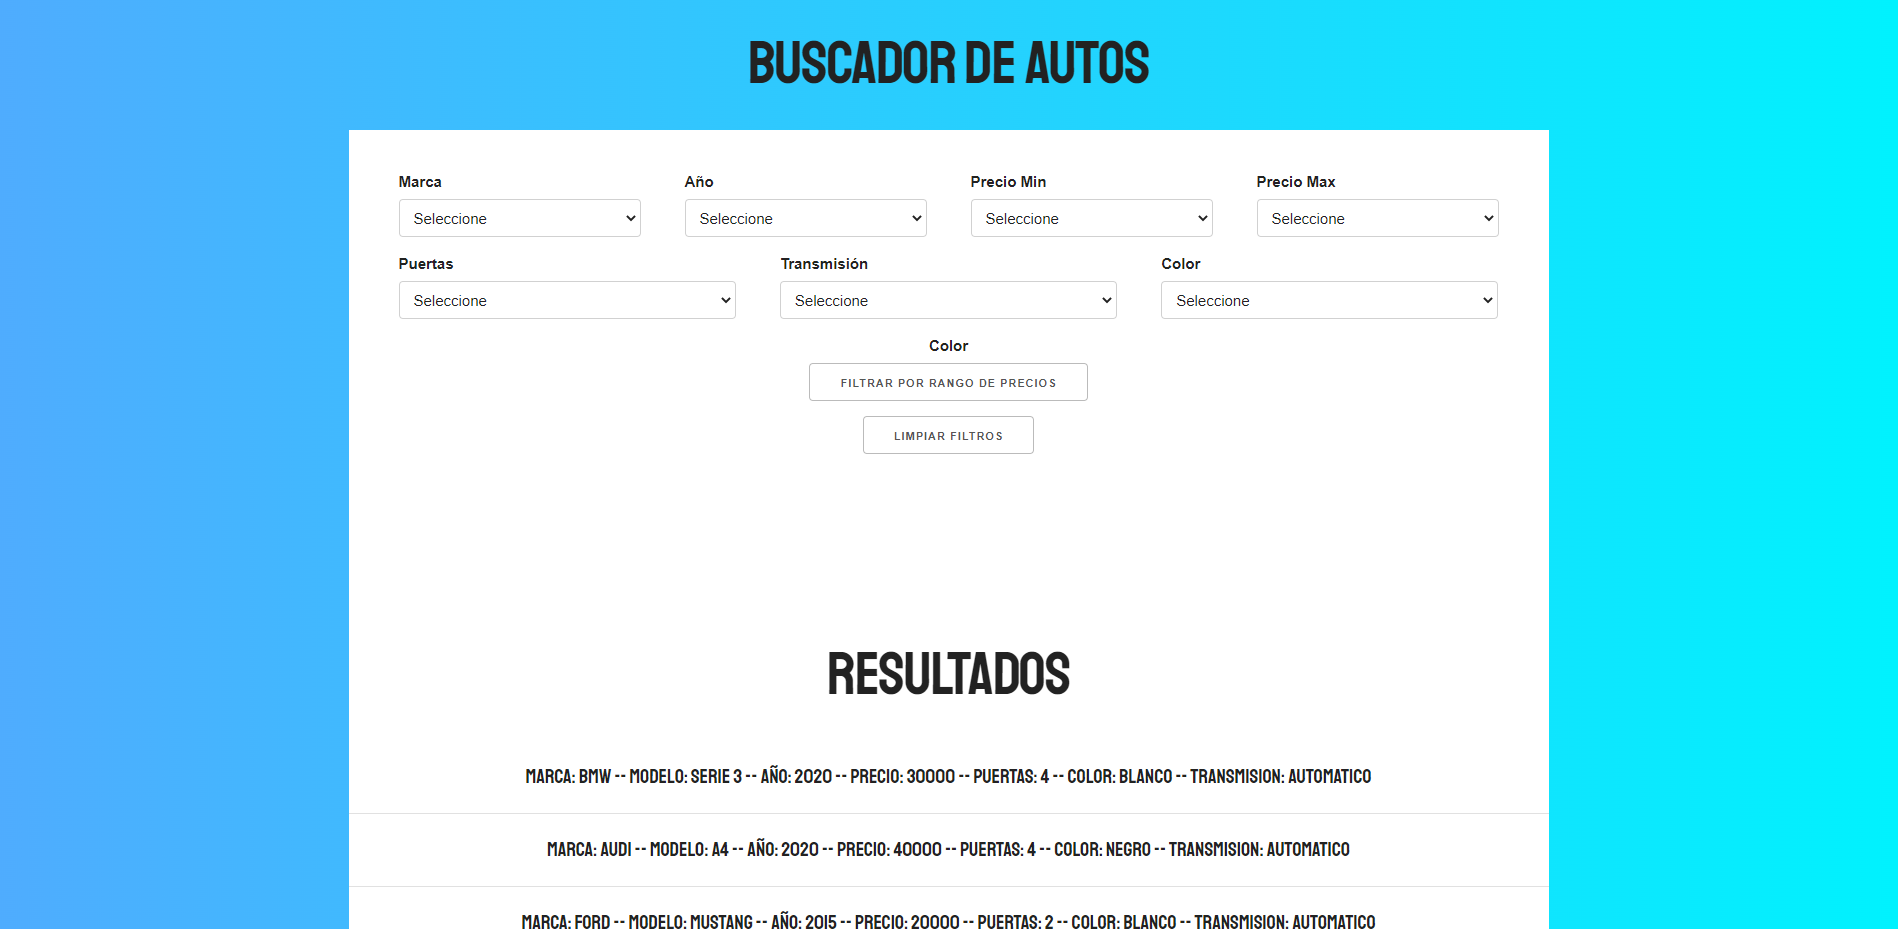 BUSCADOR DE AUTOS
Marca Año Precio Min Precio Max
Seleccione Seleccione Seleccione Seleccione
Puertas Transmisión Color
Seleccione Seleccione Seleccione
Color
FILTRAR POR RANGO DE PRECIOS
LIMPIAR FILTROS
RESULTADOS
MARCA: BMW -- MODELO: SERIE 3 -- AÑO: 2020 -- PRECIO: 30000 -- PUERTAS: 4 -- COLOR: BLANCO -- TRANSMISION: AUTOMATICO
MARCA: AUDI -- MODELO: A4 -- AÑO: 2020 -- PRECIO: 40000 -- PUERTAS: 4 -- COLOR: NEGRO -- TRANSMISION: AUTOMATICO
MARCA: FORD -- MODELO: MUSTANG -- AÑO: 2015 -- PRECIO: 20000 -- PUERTAS: 2 -- COLOR: BLANCO -- TRANSMISION: AUTOMATICO